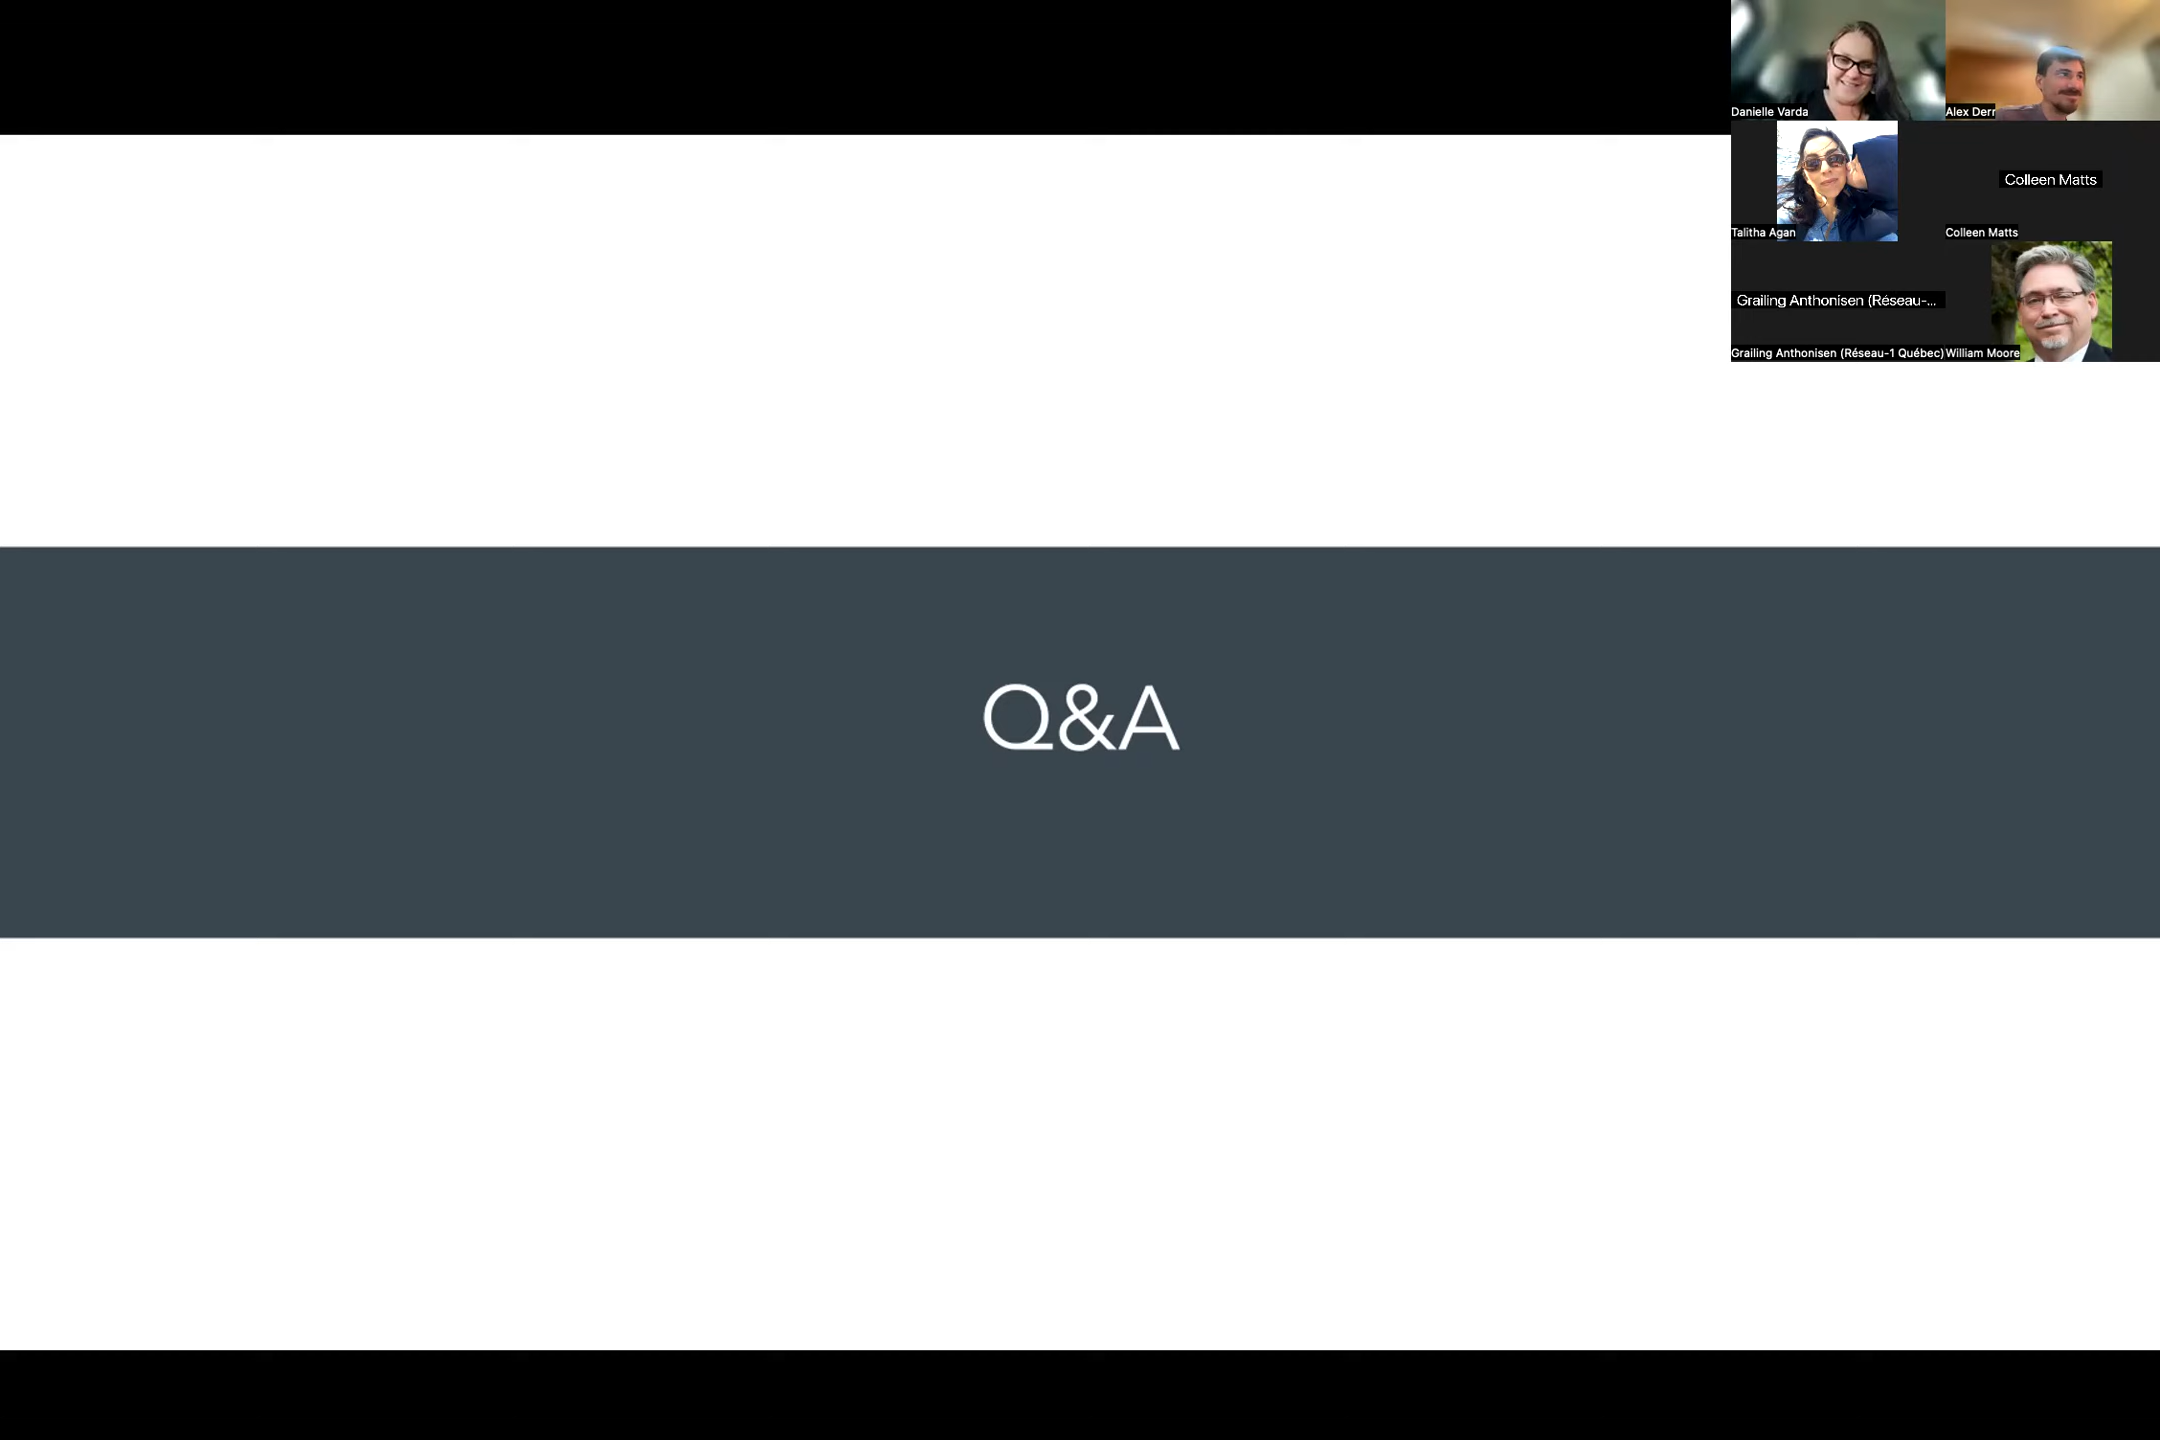 Danielle Varda
Alex Derr
Talitha Agan
Colleen Matts
Colleen Matts
Grailing Anthonisen (Réseau-...
Grailing Anthonisen (Réseau-1 Québec)
William Moore
Q&A